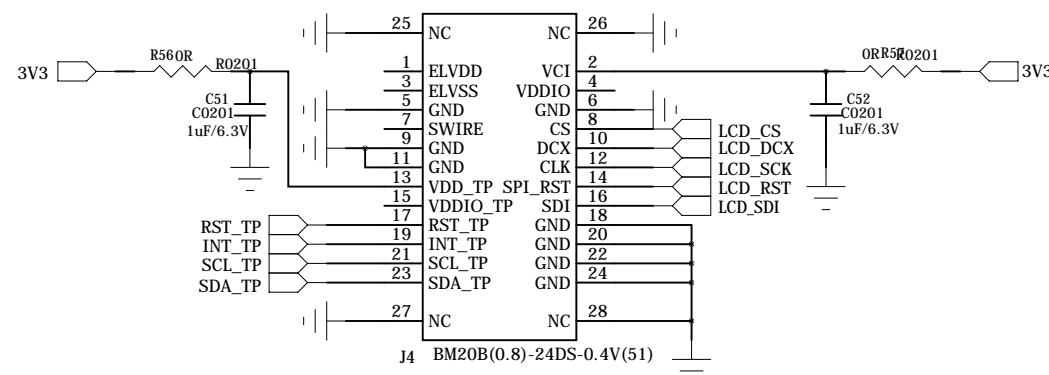 25 NC NC 26
3V3 R56 0R R0201
0R R57 R0201 3V3
1 ELVDD VCI 2
3 ELVSS VDDIO 4
5 GND GND 6
7 SWIRE CS 8 LCD_CS
9 GND DCX 10 LCD_DCX
11 GND CLK 12 LCD_SCK
13 VDD_TP SPI_RST 14 LCD_RST
15 VDDIO_TP SDI 16 LCD_SDI
RST_TP 17 RST_TP GND 18
INT_TP 19 INT_TP GND 20
SCL_TP 21 SCL_TP GND 22
SDA_TP 23 SDA_TP GND 24
27 NC NC 28
J4 BM20B(0.8)-24DS-0.4V(51)
C51
C0201
1uF/6.3V
C52
C0201
1uF/6.3V